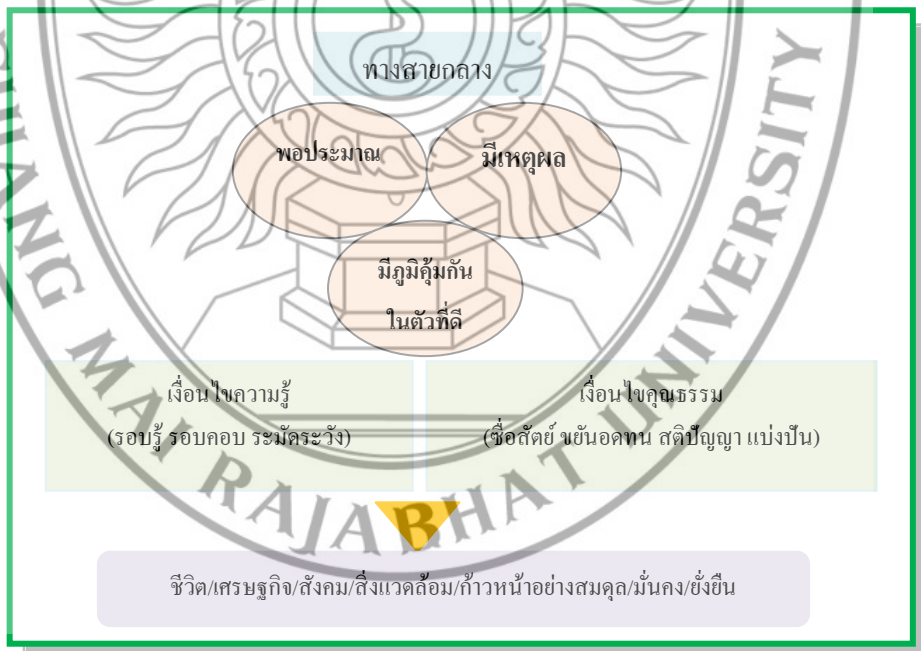 ทางสายกลาง
พอประมาณ
มีเหตุผล
มีภูมิคุ้มกัน
ในตัวที่ดี
เงื่อนไขความรู้
(รอบรู้ รอบคอบ ระมัดระวัง)
เงื่อนไขคุณธรรม
(ซื่อสัตย์ ขยันอดทน สติปัญญา แบ่งปัน)
ชีวิต/เศรษฐกิจ/สังคม/สิ่งแวดล้อม/ก้าวหน้าอย่างสมดุล/มั่นคง/ยั่งยืน
MAI RAJABHAT UNIVERSITY